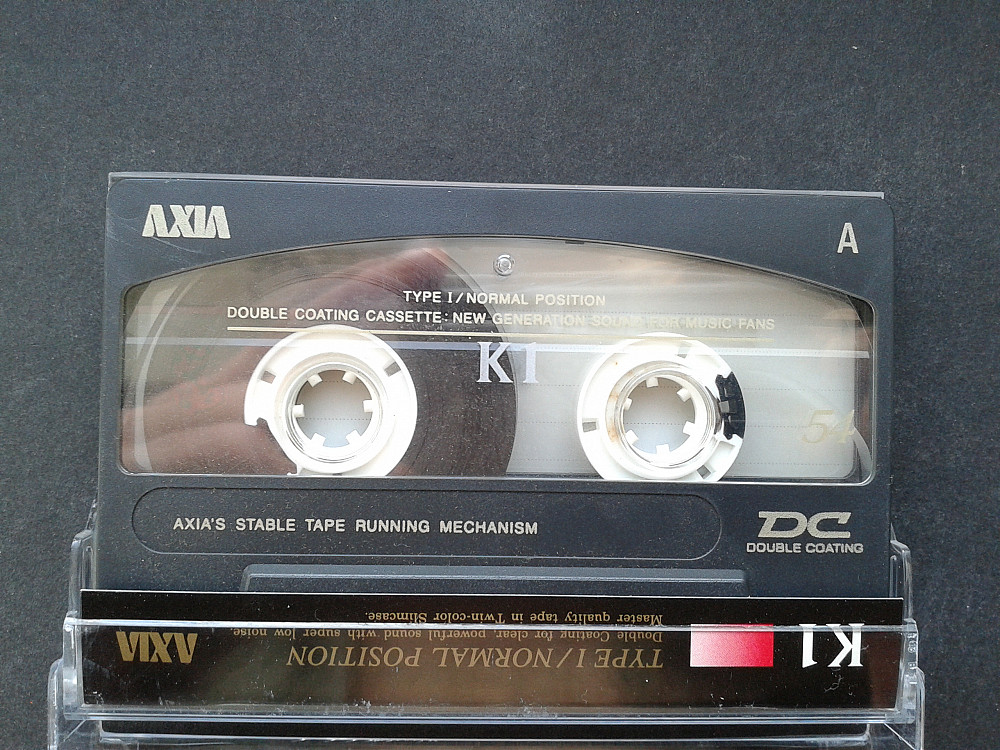 AXIA
A
TYPE I/NORMAL POSITION
DOUBLE COATING CASSETTE: NEW GENERATION SOUND FOR MUSIC FANS
K1
54
AXIA'S STABLE TAPE RUNNING MECHANISM
DC
DOUBLE COATING
K1
TYPE I/NORMAL POSITION
Double Coating for clear, powerful sound with super low noise.
Master quality tape in Twin-color Slimcase.
AXIA